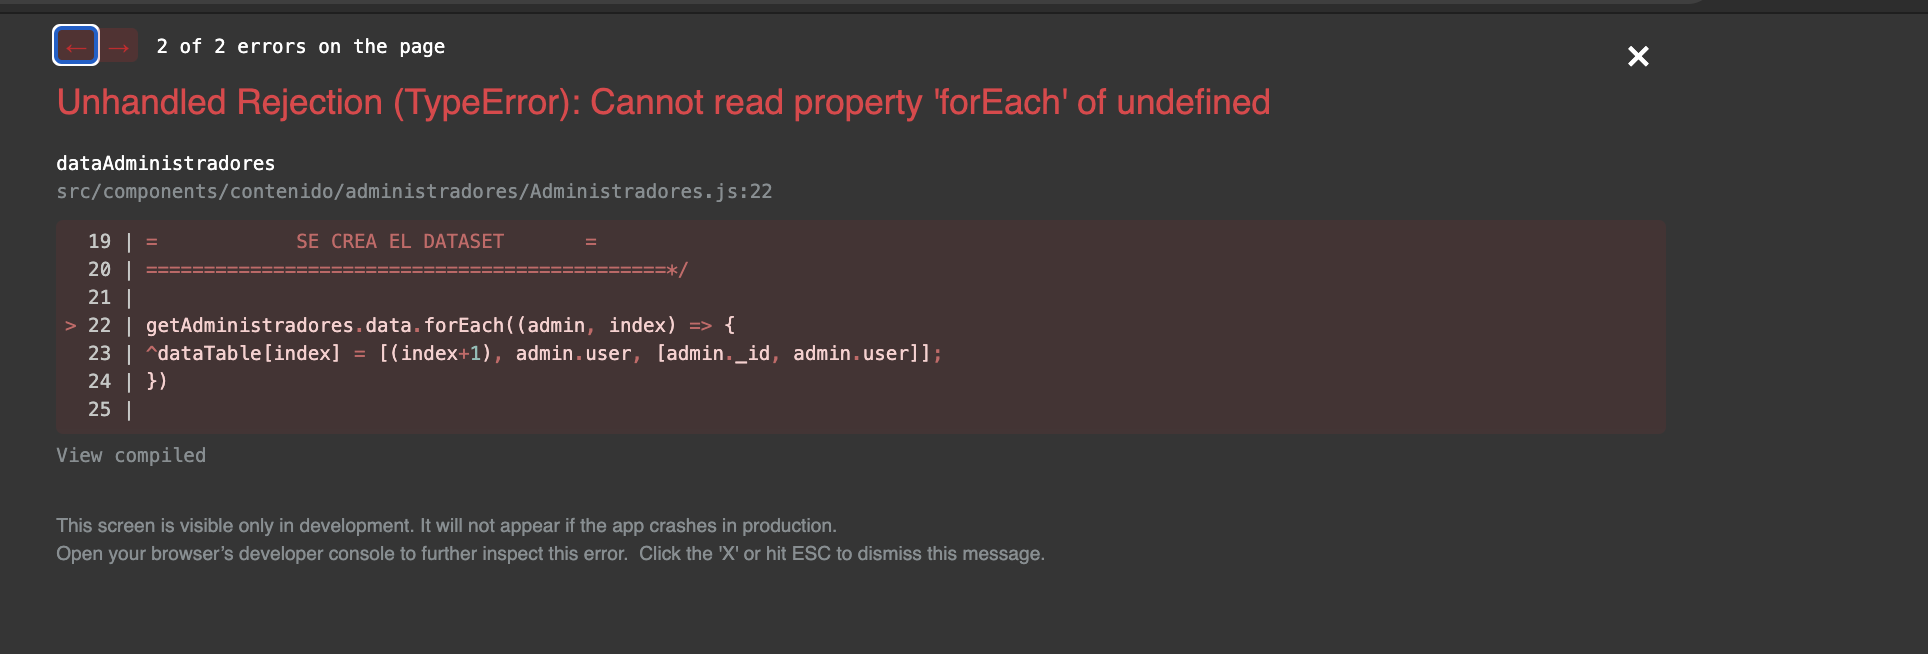 ← → 2 of 2 errors on the page
Unhandled Rejection (TypeError): Cannot read property 'forEach' of undefined
dataAdministradores
src/components/contenido/administradores/Administradores.js:22
19 | = SE CREA EL DATASET =
20 | =============================================*/
21 |
> 22 | getAdministradores.data.forEach((admin, index) => {
23 | ^dataTable[index] = [(index+1), admin.user, [admin._id, admin.user]];
24 | })
25 |
View compiled
This screen is visible only in development. It will not appear if the app crashes in production.
Open your browser’s developer console to further inspect this error. Click the 'X' or hit ESC to dismiss this message.